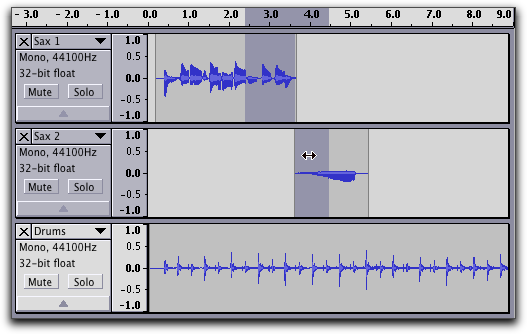 - 3.0 - 2.0 - 1.0 0.0 1.0 2.0 3.0 4.0 5.0 6.0 7.0 8.0 9.0
Sax 1 1.0
Mono, 44100Hz
32-bit float 0.0
Mute Solo -0.5
-1.0
Sax 2 1.0
Mono, 44100Hz
32-bit float 0.0
Mute Solo -0.5
-1.0
Drums 1.0
Mono, 44100Hz 0.5
32-bit float 0.0
Mute Solo -0.5
-1.0